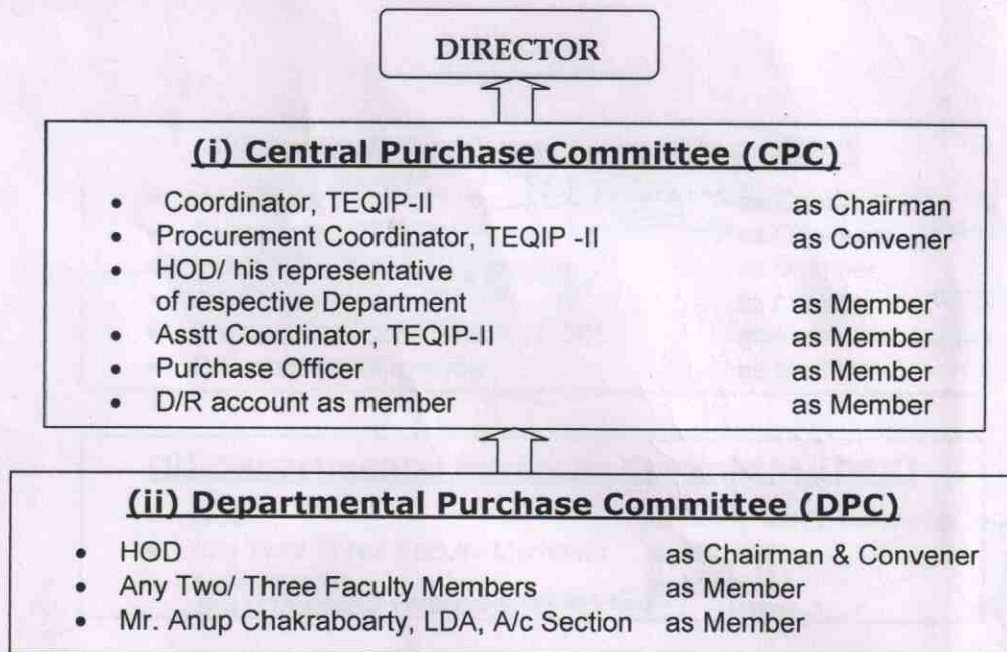 DIRECTOR
(i) Central Purchase Committee (CPC)
• Coordinator, TEQIP-II as Chairman
• Procurement Coordinator, TEQIP -II as Convener
• HOD/ his representative
of respective Department as Member
• Asstt Coordinator, TEQIP-II as Member
• Purchase Officer as Member
• D/R account as member as Member
(ii) Departmental Purchase Committee (DPC)
• HOD as Chairman & Convener
• Any Two/ Three Faculty Members as Member
• Mr. Anup Chakraboarty, LDA, A/c Section as Member